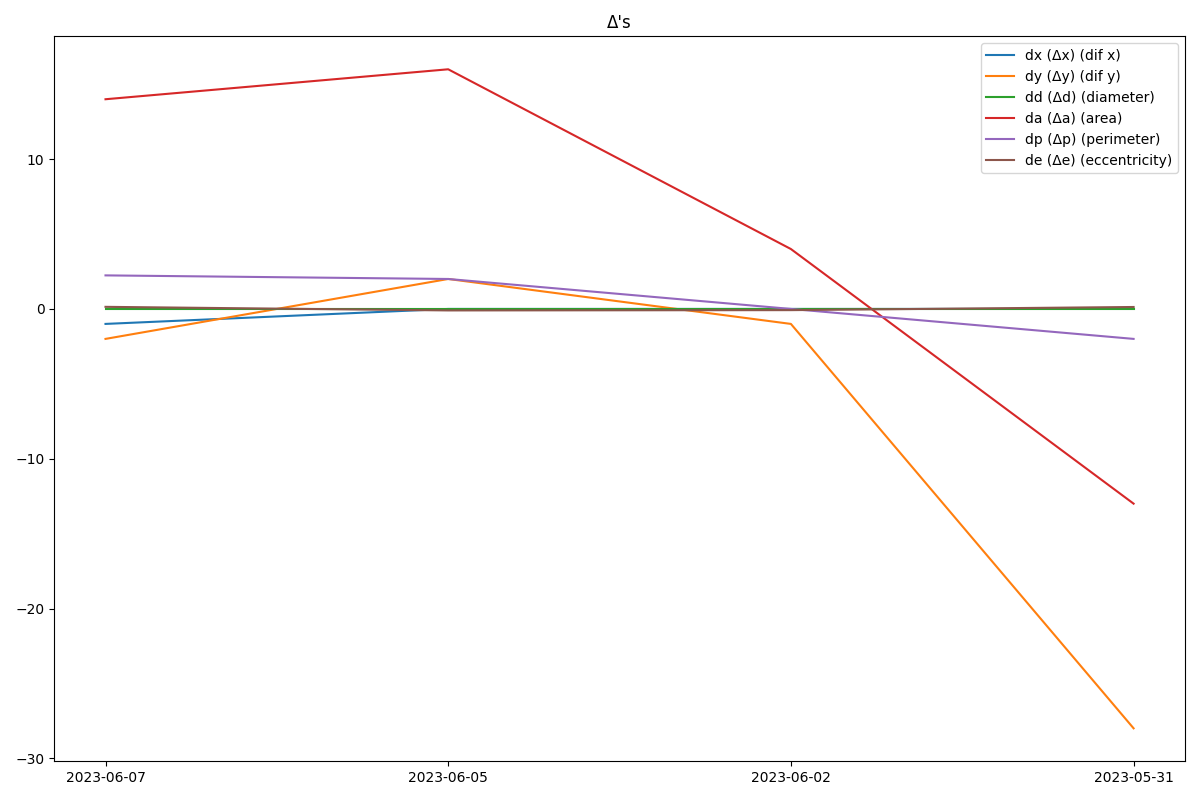 Δ's
dx (Δx) (dif x)
dy (Δy) (dif y)
dd (Δd) (diameter)
da (Δa) (area)
dp (Δp) (perimeter)
de (Δe) (eccentricity)
10
0
−10
−20
−30
2023-06-07 2023-06-05 2023-06-02 2023-05-31